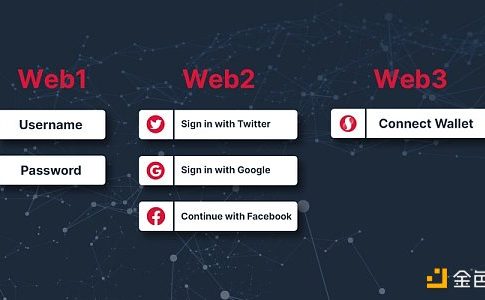 Web1
Username
Password
Web2
Sign in with Twitter
Sign in with Google
Continue with Facebook
Web3
Connect Wallet
金色